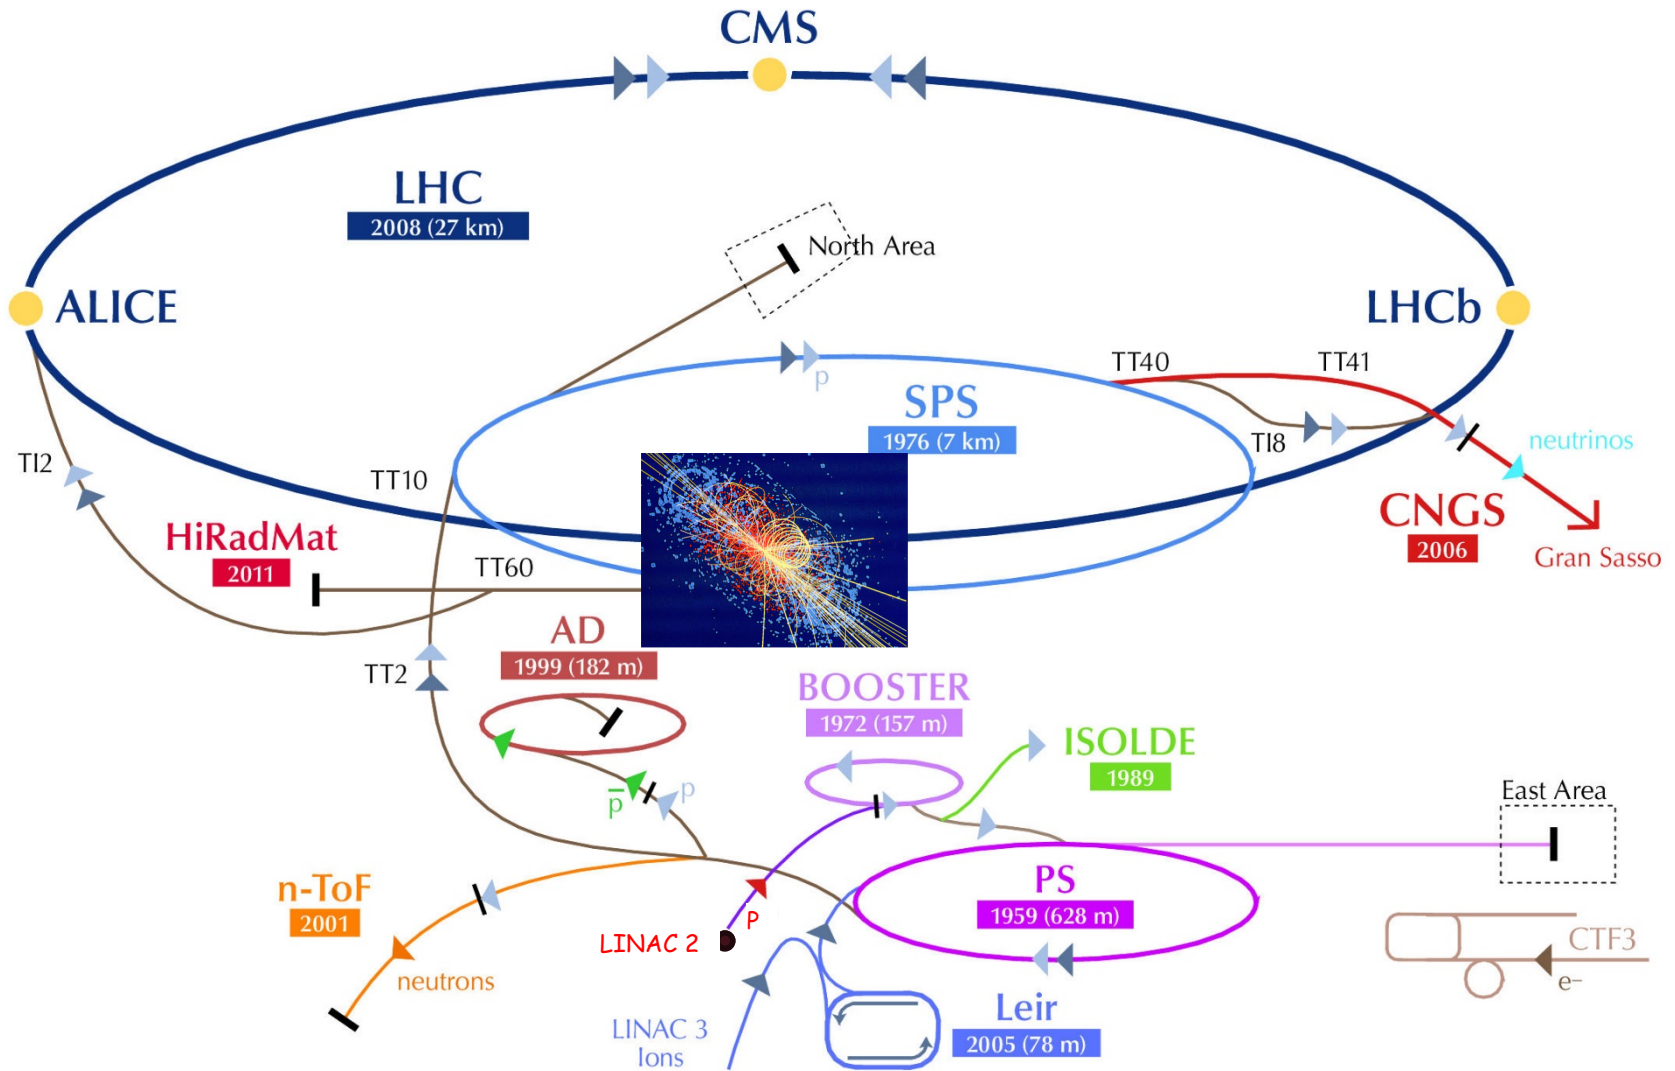 CMS
LHC
2008 (27 km)
North Area
ALICE
LHCb
TT40
TT41
p
SPS
1976 (7 km)
TI8
neutrinos
TI2
TT10
CNGS
2006
Gran Sasso
HiRadMat
2011
TT60
AD
1999 (182 m)
TT2
BOOSTER
1972 (157 m)
ISOLDE
1989
p̅
p
East Area
n-ToF
2001
neutrons
LINAC 2
P
PS
1959 (628 m)
CTF3
e–
LINAC 3
Ions
Leir
2005 (78 m)